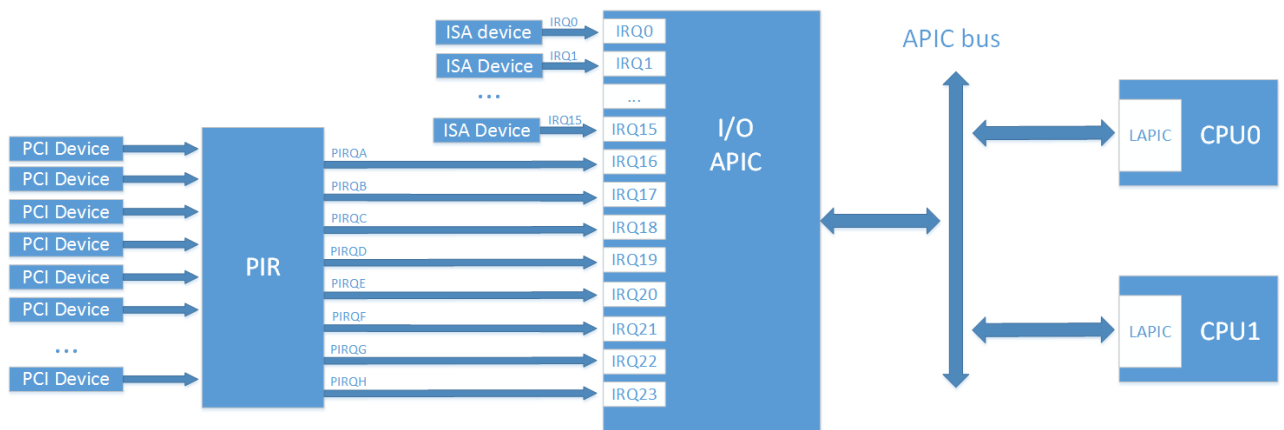 ISA device
IRQ0
IRQ0
ISA Device
IRQ1
IRQ1
...
...
ISA Device
IRQ15
IRQ15
PCI Device
PCI Device
PCI Device
PCI Device
PCI Device
PCI Device
...
PCI Device
PIR
PIRQA
IRQ16
PIRQB
IRQ17
PIRQC
IRQ18
PIRQD
IRQ19
PIRQE
IRQ20
PIRQF
IRQ21
PIRQG
IRQ22
PIRQH
IRQ23
I/O
APIC
APIC bus
LAPIC
CPU0
LAPIC
CPU1